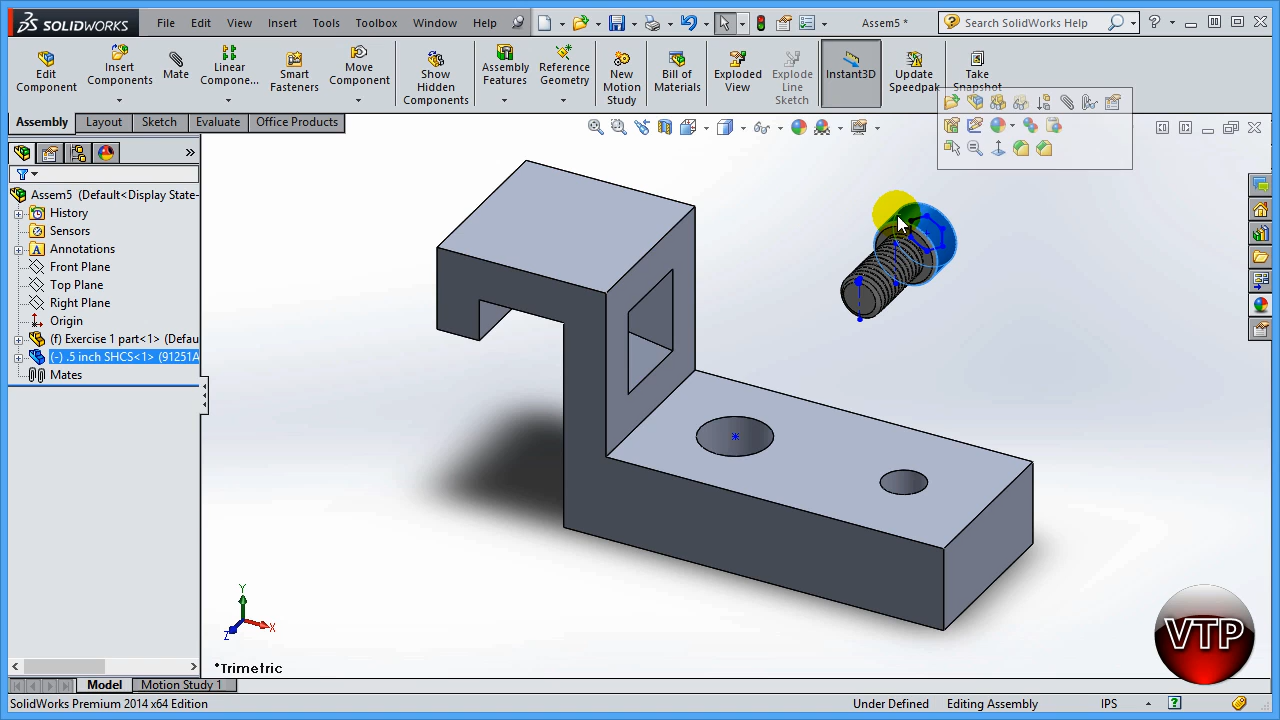 SOLIDWORKS File Edit View Insert Tools Toolbox Window Help Assem5 * Search SolidWorks Help
Edit Component
Insert Components
Mate
Linear Compone...
Smart Fasteners
Move Component
Show Hidden Components
Assembly Features
Reference Geometry
New Motion Study
Bill of Materials
Exploded View
Explode Line Sketch
Instant3D
Update Speedpak
Take Snapshot
Assembly Layout Sketch Evaluate Office Products
Assem5 (Default<Display State-
History
Sensors
Annotations
Front Plane
Top Plane
Right Plane
Origin
(f) Exercise 1 part<1> (Defau
(-) .5 inch SHCS<1> (91251A
Mates
Y
X
Z
*Trimetric
VTP
Model Motion Study 1
SolidWorks Premium 2014 x64 Edition Under Defined Editing Assembly IPS